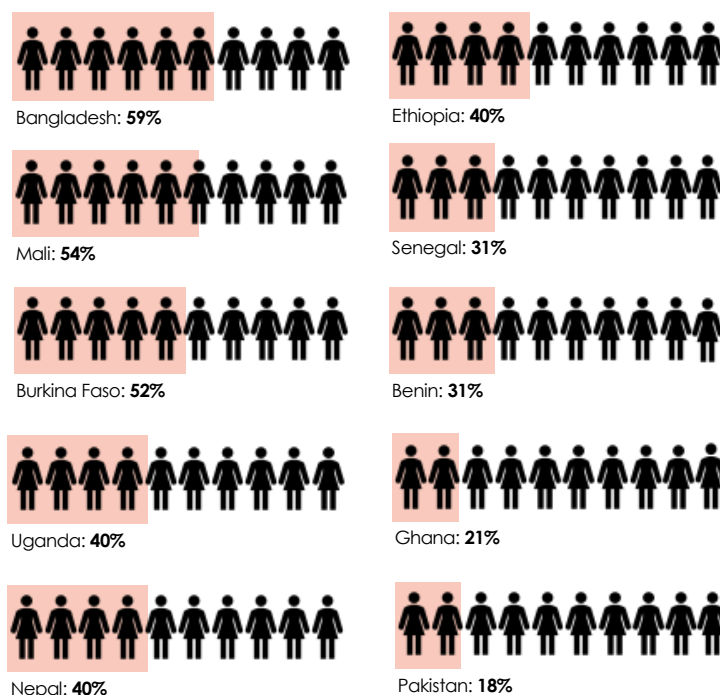 Bangladesh: 59%
Mali: 54%
Burkina Faso: 52%
Uganda: 40%
Nepal: 40%
Ethiopia: 40%
Senegal: 31%
Benin: 31%
Ghana: 21%
Pakistan: 18%